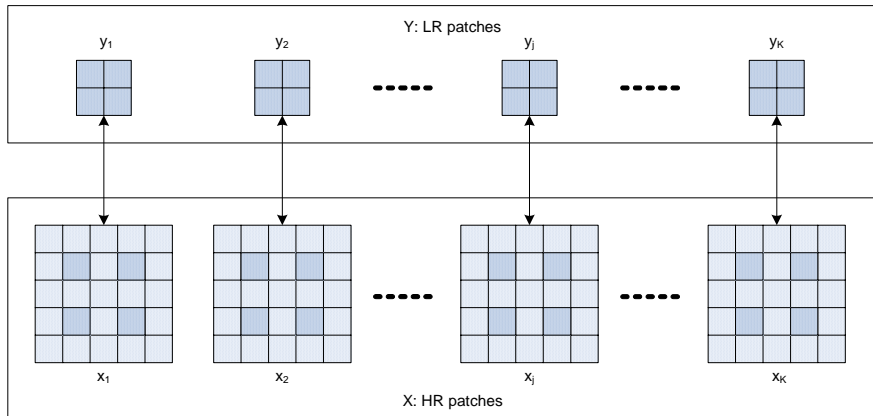 Y: LR patches
y1
y2
yj
yK
x1
x2
xj
xK
X: HR patches